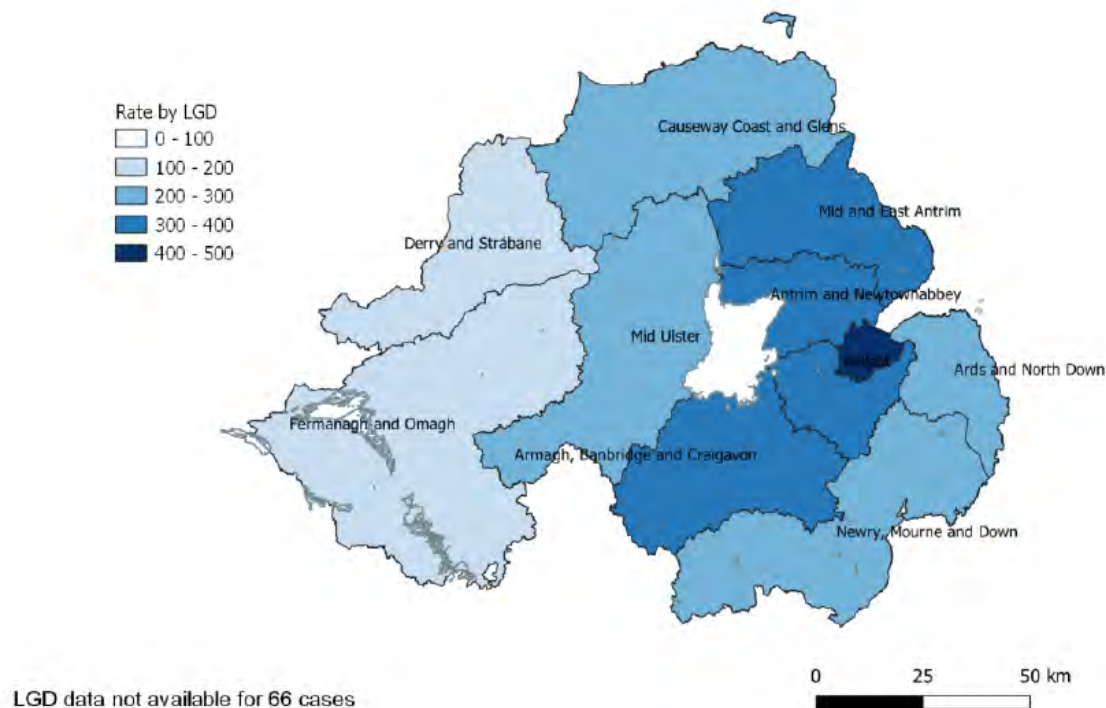 Rate by LGD
0 - 100
100 - 200
200 - 300
300 - 400
400 - 500
Causeway Coast and Glens
Mid and East Antrim
Derry and Strabane
Antrim and Newtownabbey
Mid Ulster
Ards and North Down
Fermanagh and Omagh
Armagh, Banbridge and Craigavon
Newry, Mourne and Down
0 25 50 km
LGD data not available for 66 cases